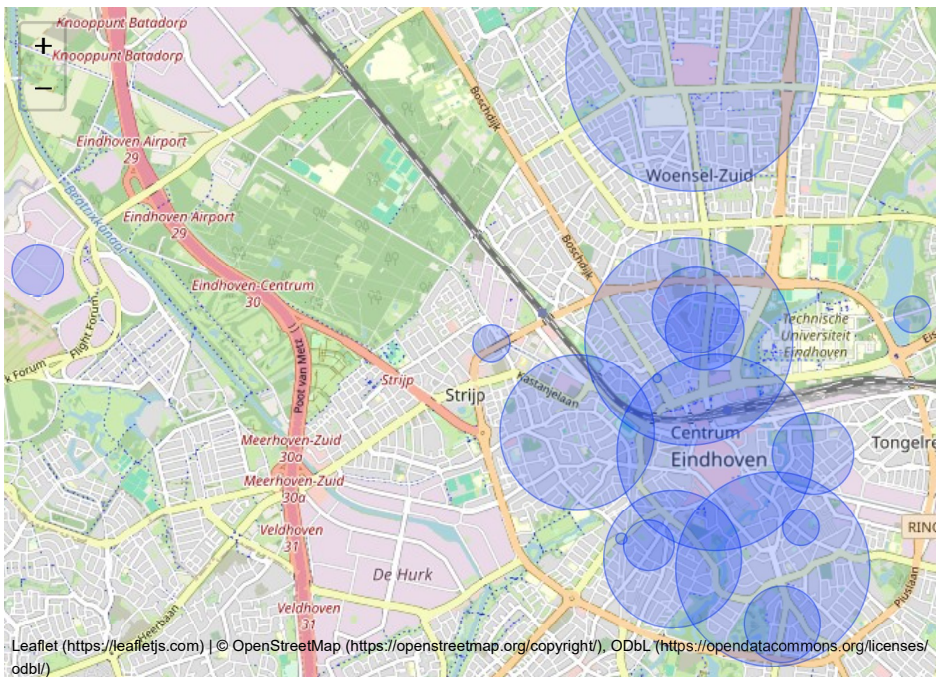 Knooppunt Batadorp
+
Knooppunt Batadorp
−
Boschdijk
Eindhoven Airport
29
Woensel-Zuid
Beatrixkanaal
Eindhoven Airport
29
Boschdijk
Eindhoven-Centrum
30
Flight Forum
Technische
Universiteit
Eindhoven
Eis
k Forum
Poot van Metz
Strijp
Kastanjelaan
Strijp
Centrum
Meerhoven-Zuid
30a
Tongelre
Eindhoven
Meerhoven-Zuid
30a
Veldhoven
31
RING
De Hurk
Piuslaan
Veldhoven
31
Heerbaan
Leaflet (https://leafletjs.com) | © OpenStreetMap (https://openstreetmap.org/copyright/), ODbL (https://opendatacommons.org/licenses/
odbl/)